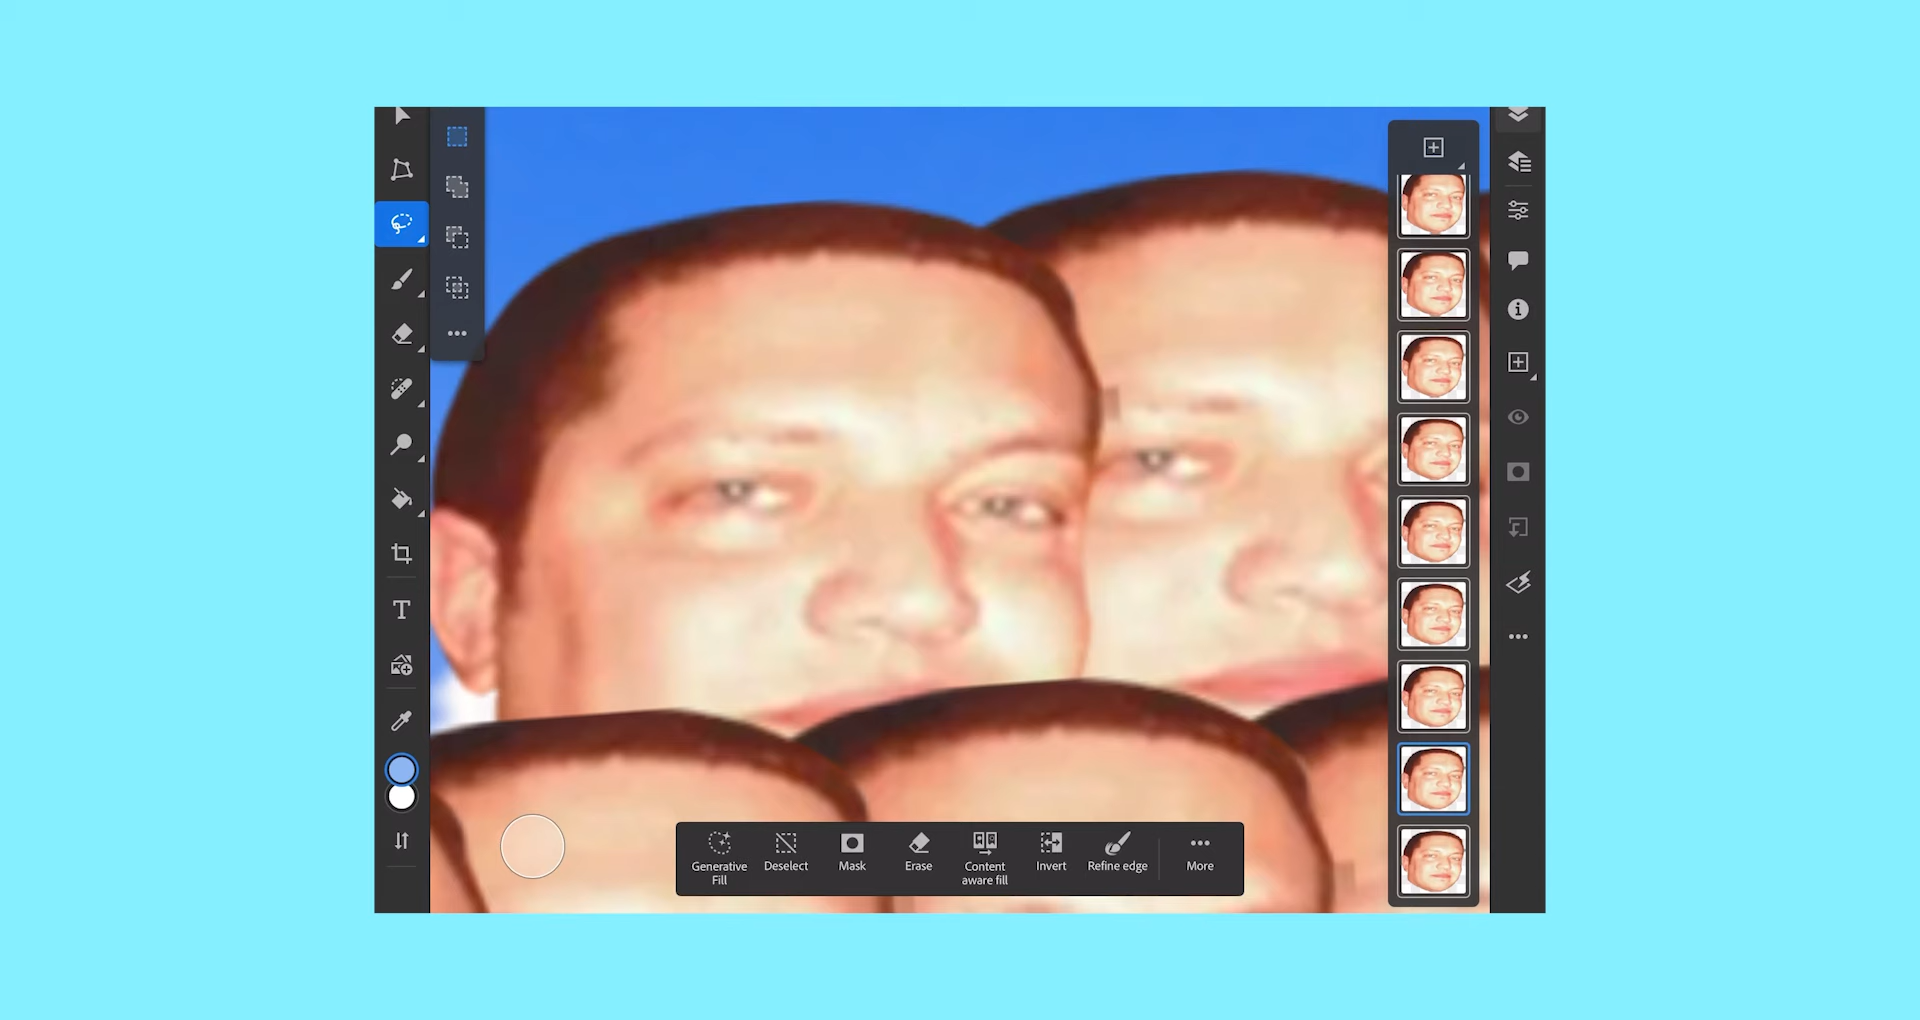 T
Generative
Fill
Deselect
Mask
Erase
Content
aware fill
Invert
Refine edge
More